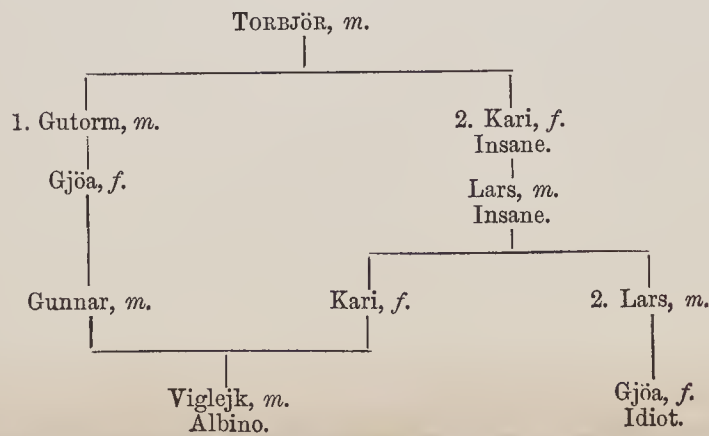 TORBJÖR, m.
1. Gutorm, m.
2. Kari, f.
Insane.
Gjöa, f.
Lars, m.
Insane.
Gunnar, m.
Kari, f.
2. Lars, m.
Viglejk, m.
Albino.
Gjöa, f.
Idiot.